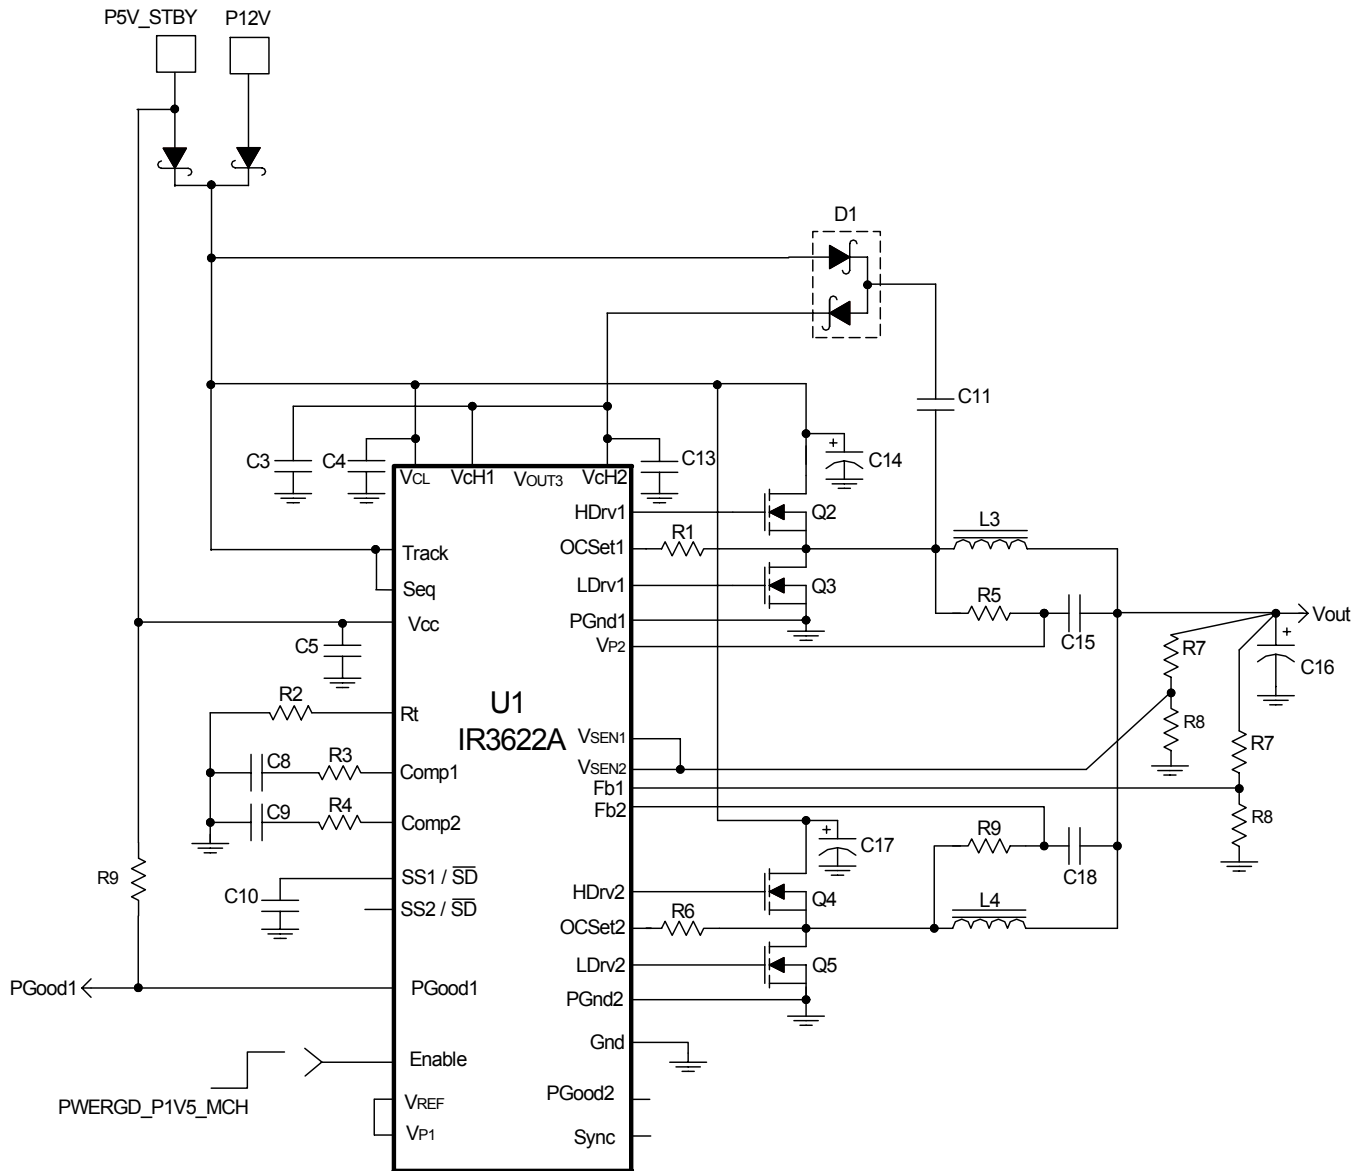 P5V_STBY P12V
D1
C11
C3 C4 C13 C14
VCL VcH1 VOUT3 VcH2
HDrv1 Q2
L3
R1
Track OCSet1
Seq LDrv1 Q3
R5
PGnd1 Vout
Vcc
C5 VP2 C15 R7
C16
R2 U1
Rt IR3622A R8
VSEN1 R7
C8 R3 Comp1 VSEN2
Fb1
Fb2
C9 R4 Comp2 R8
R9 C17
C18
R9 SS1 / SD HDrv2 Q4
C10 SS2 / SD R6 L4
OCSet2
LDrv2 Q5
PGood1 PGood1 PGnd2
Gnd
Enable
PWERGD_P1V5_MCH VREF PGood2
VP1 Sync